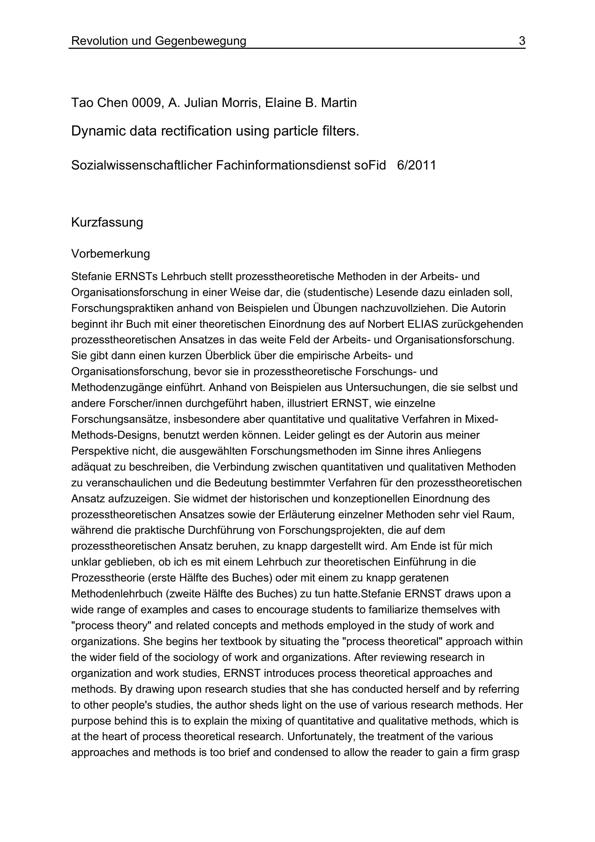 Revolution und Gegenbewegung 3
Tao Chen 0009, A. Julian Morris, Elaine B. Martin
Dynamic data rectification using particle filters.
Sozialwissenschaftlicher Fachinformationsdienst soFid 6/2011
Kurzfassung
Vorbemerkung
Stefanie ERNSTs Lehrbuch stellt prozesstheoretische Methoden in der Arbeits- und
Organisationsforschung in einer Weise dar, die (studentische) Lesende dazu einladen soll,
Forschungspraktiken anhand von Beispielen und Übungen nachzuvollziehen. Die Autorin
beginnt ihr Buch mit einer theoretischen Einordnung des auf Norbert ELIAS zurückgehenden
prozesstheoretischen Ansatzes in das weite Feld der Arbeits- und Organisationsforschung.
Sie gibt dann einen kurzen Überblick über die empirische Arbeits- und
Organisationsforschung, bevor sie in prozesstheoretische Forschungs- und
Methodenzugänge einführt. Anhand von Beispielen aus Untersuchungen, die sie selbst und
andere Forscher/innen durchgeführt haben, illustriert ERNST, wie einzelne
Forschungsansätze, insbesondere aber quantitative und qualitative Verfahren in Mixed-
Methods-Designs, benutzt werden können. Leider gelingt es der Autorin aus meiner
Perspektive nicht, die ausgewählten Forschungsmethoden im Sinne ihres Anliegens
adäquat zu beschreiben, die Verbindung zwischen quantitativen und qualitativen Methoden
zu veranschaulichen und die Bedeutung bestimmter Verfahren für den prozesstheoretischen
Ansatz aufzuzeigen. Sie widmet der historischen und konzeptionellen Einordnung des
prozesstheoretischen Ansatzes sowie der Erläuterung einzelner Methoden sehr viel Raum,
während die praktische Durchführung von Forschungsprojekten, die auf dem
prozesstheoretischen Ansatz beruhen, zu knapp dargestellt wird. Am Ende ist für mich
unklar geblieben, ob ich es mit einem Lehrbuch zur theoretischen Einführung in die
Prozesstheorie (erste Hälfte des Buches) oder mit einem zu knapp geratenen
Methodenlehrbuch (zweite Hälfte des Buches) zu tun hatte.Stefanie ERNST draws upon a
wide range of examples and cases to encourage students to familiarize themselves with
"process theory" and related concepts and methods employed in the study of work and
organizations. She begins her textbook by situating the "process theoretical" approach within
the wider field of the sociology of work and organizations. After reviewing research in
organization and work studies, ERNST introduces process theoretical approaches and
methods. By drawing upon research studies that she has conducted herself and by referring
to other people's studies, the author sheds light on the use of various research methods. Her
purpose behind this is to explain the mixing of quantitative and qualitative methods, which is
at the heart of process theoretical research. Unfortunately, the treatment of the various
approaches and methods is too brief and condensed to allow the reader to gain a firm grasp